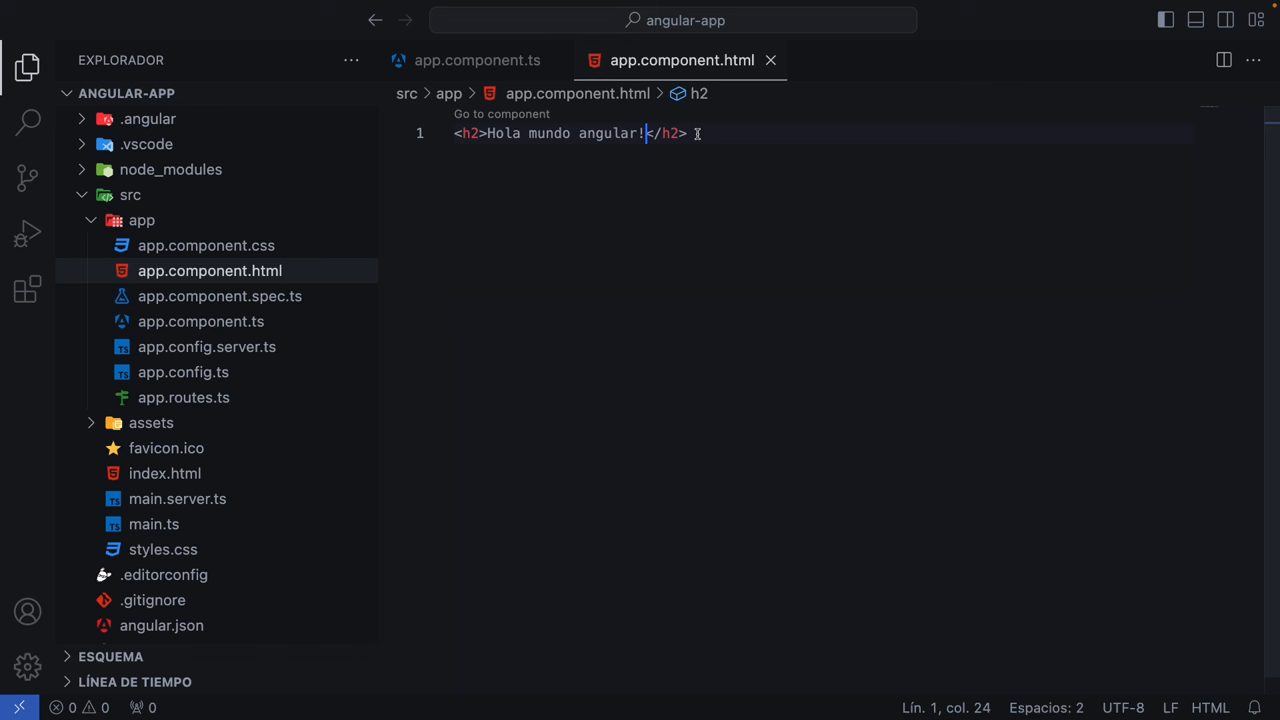 angular-app
EXPLORADOR
ANGULAR-APP
.angular
.vscode
node_modules
src
app
app.component.css
app.component.html
app.component.spec.ts
app.component.ts
app.config.server.ts
app.config.ts
app.routes.ts
assets
favicon.ico
index.html
main.server.ts
main.ts
styles.css
.editorconfig
.gitignore
angular.json
ESQUEMA
LÍNEA DE TIEMPO
app.component.ts
app.component.html
src > app > app.component.html > h2
Go to component
1 <h2>Hola mundo angular!</h2>
0 0 0
Lín. 1, col. 24 Espacios: 2 UTF-8 LF HTML